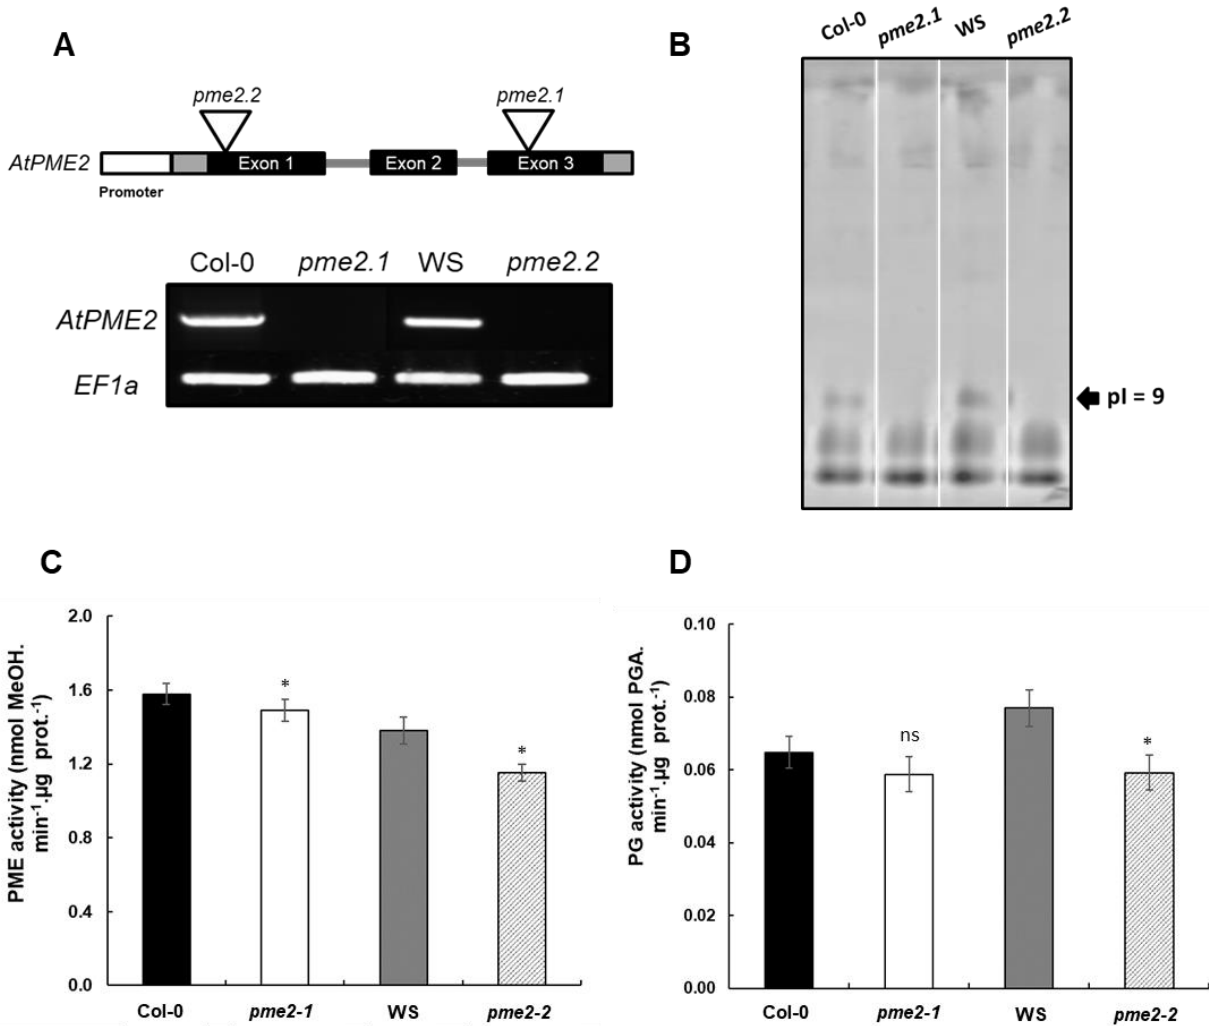 A
pme2.2
pme2.1
AtPME2
Exon 1
Exon 2
Exon 3
Promoter
Col-0
pme2.1
WS
pme2.2
AtPME2
EF1a
B
Col-0
pme2.1
WS
pme2.2
pI = 9
C
PME activity (nmol MeOH.
min⁻¹.µg prot.⁻¹)
2.0
1.6
1.2
0.8
0.4
0.0
*
*
Col-0
pme2-1
WS
pme2-2
D
PG activity (nmol PGA.
min⁻¹.µg prot.⁻¹)
0.10
0.08
0.06
0.04
0.02
0.00
ns
*
Col-0
pme2-1
WS
pme2-2